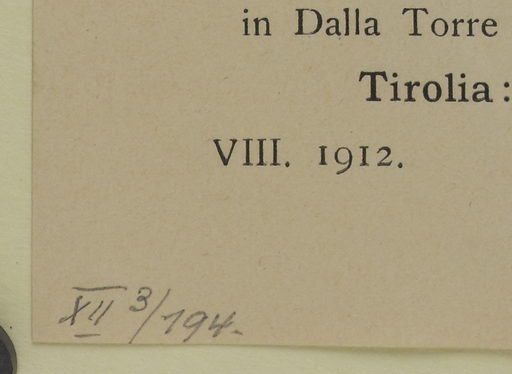 in Dalla Torre
Tirolia:
VIII. 1912.
XII 3/194.